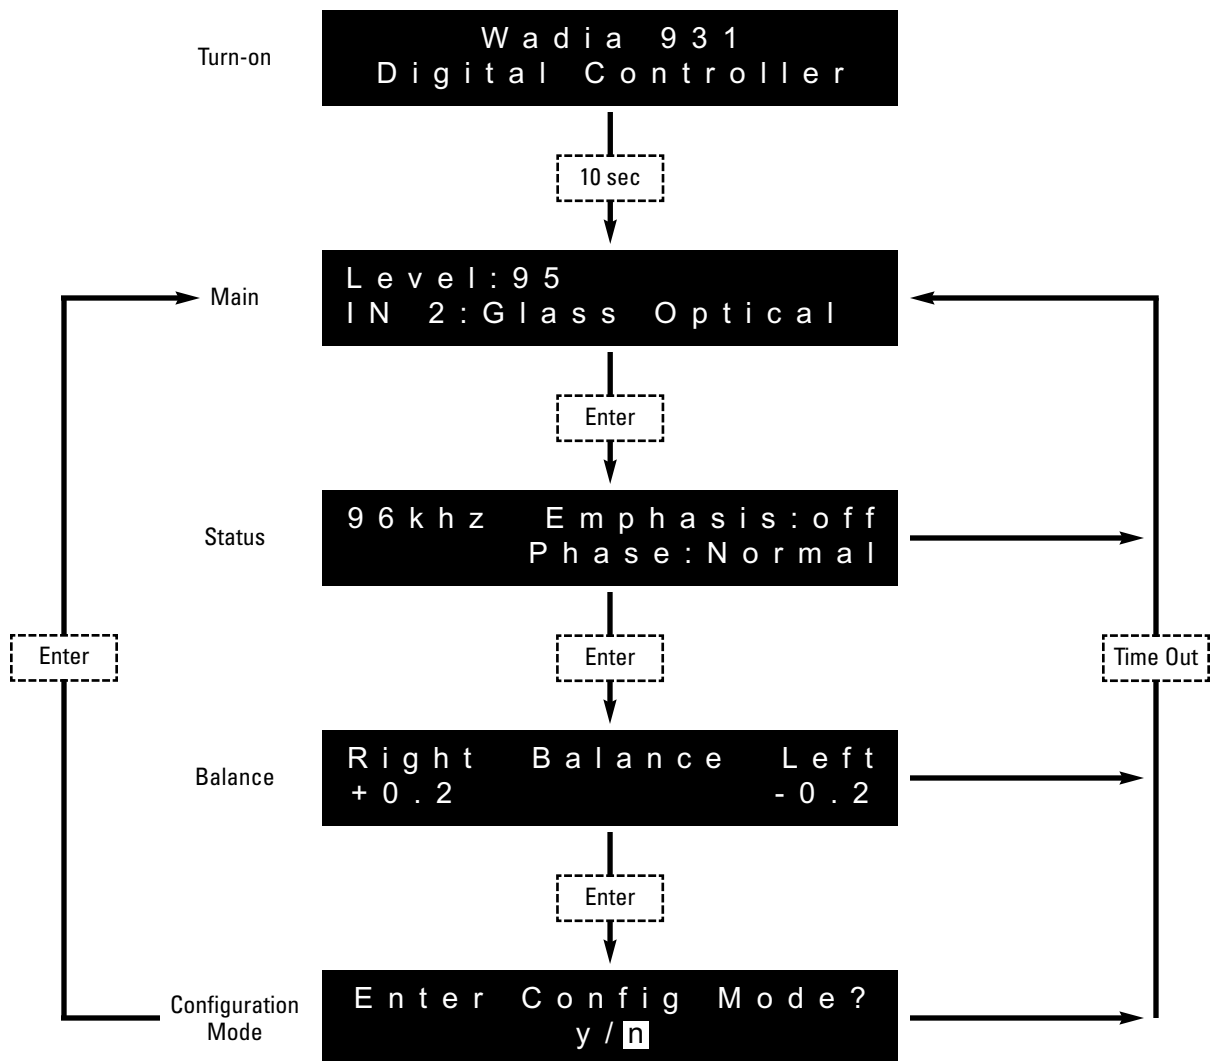 Turn-on
Wadia 931
Digital Controller
10 sec
Main
Level:95
IN 2:Glass Optical
Enter
Status
96khz Emphasis:off
Phase:Normal
Enter
Enter
Time Out
Balance
Right Balance Left
+0.2 -0.2
Enter
Configuration
Mode
Enter Config Mode?
y/n